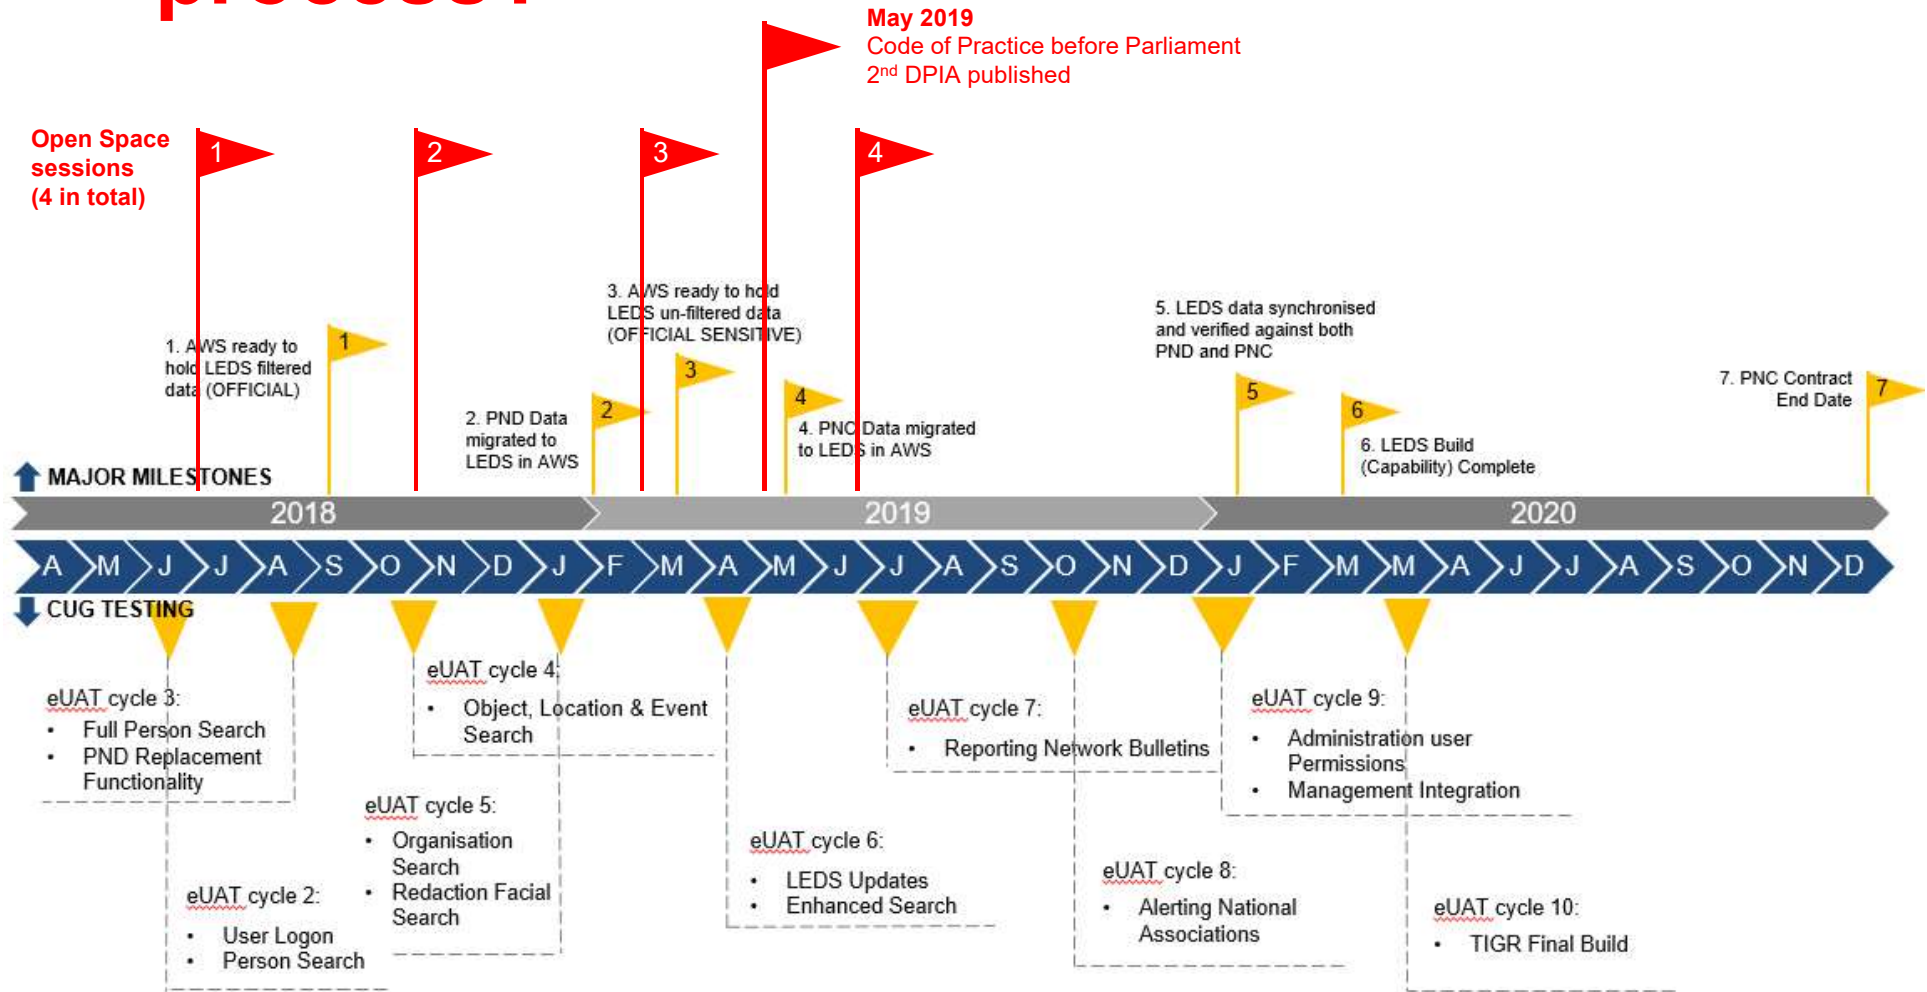 process?
May 2019
Code of Practice before Parliament
2nd DPIA published
Open Space
sessions
(4 in total)
1
2
3
4
3. AWS ready to hold
LEDS un-filtered data
(OFFICIAL SENSITIVE)
1. AWS ready to
hold LEDS filtered
data (OFFICIAL)
1
2. PND Data
migrated to
LEDS in AWS
2
3
4
4. PNC Data migrated
to LEDS in AWS
5. LEDS data synchronised
and verified against both
PND and PNC
5
6
6. LEDS Build
(Capability) Complete
7. PNC Contract
End Date
7
MAJOR MILESTONES
2018
2019
2020
A M J J A S O N D J F M A M J J A S O N D J F M M A J J A S O N D
CUG TESTING
eUAT cycle 3:
• Full Person Search
• PND Replacement
Functionality
eUAT cycle 2:
• User Logon
• Person Search
eUAT cycle 4:
• Object, Location & Event
Search
eUAT cycle 5:
• Organisation
Search
• Redaction Facial
Search
eUAT cycle 6:
• LEDS Updates
• Enhanced Search
eUAT cycle 7:
• Reporting Network Bulletins
eUAT cycle 8:
• Alerting National
Associations
eUAT cycle 9:
• Administration user
Permissions
• Management Integration
eUAT cycle 10:
• TIGR Final Build